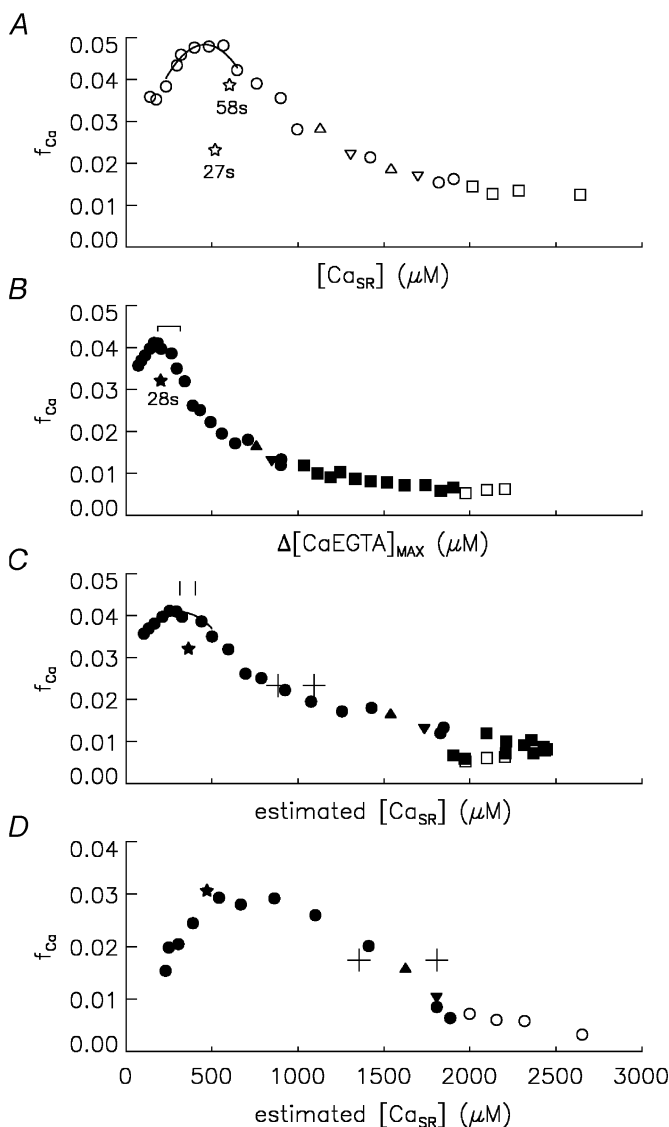 A
0.05
0.04
0.03
0.02
0.01
0.00
f_Ca
58s
27s
[Ca_SR] (μM)
B
0.04
0.03
0.02
0.01
0.00
f_Ca
28s
Δ[CaEGTA]_MAX (μM)
C
0.05
0.04
0.03
0.02
0.01
0.00
f_Ca
estimated [Ca_SR] (μM)
D
0.04
0.03
0.02
0.01
0.00
f_Ca
0 500 1000 1500 2000 2500 3000
estimated [Ca_SR] (μM)